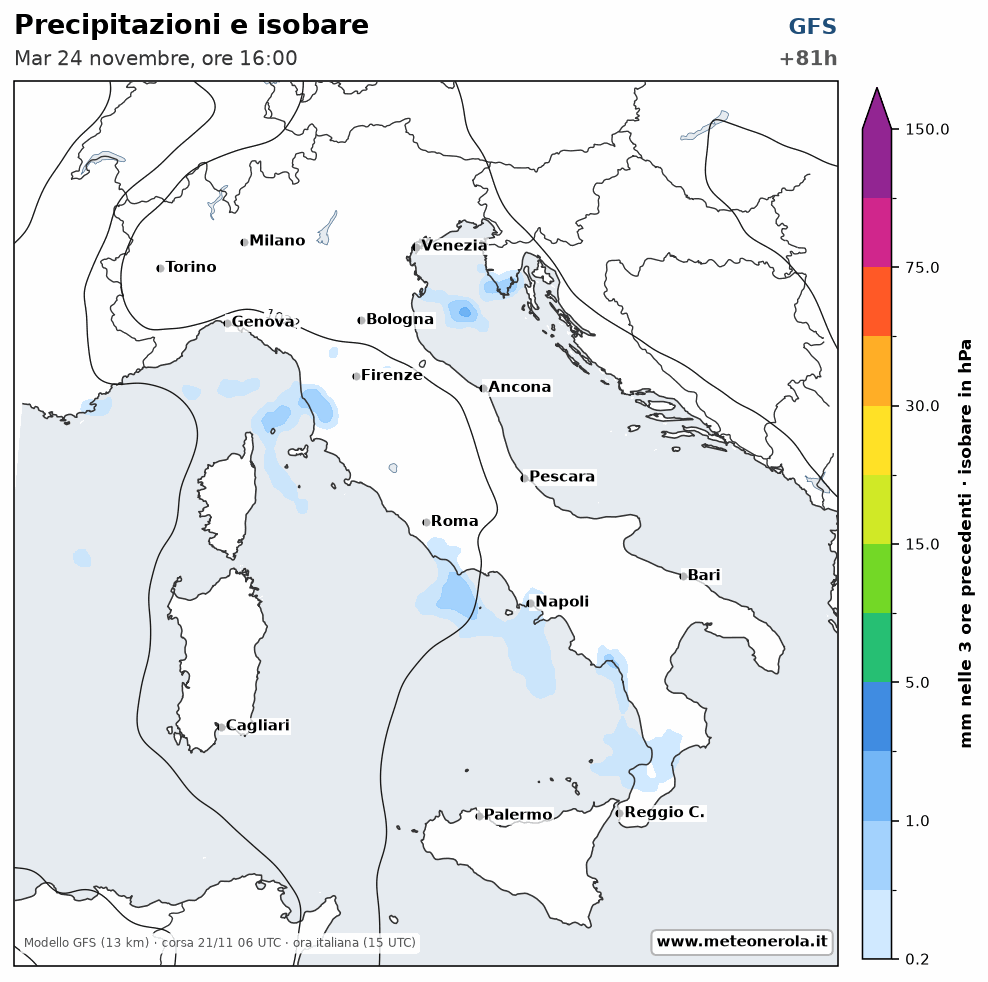 Precipitazioni e isobare
GFS
Mar 24 novembre, ore 16:00
+81h
150.0
Milano
Venezia
Torino
75.0
Genova
Bologna
Firenze
Ancona
30.0
Pescara
Roma
15.0
Bari
Napoli
5.0
Cagliari
Palermo
Reggio C.
1.0
Modello GFS (13 km) · corsa 21/11 06 UTC · ora italiana (15 UTC)
www.meteonerola.it
0.2
mm nelle 3 ore precedenti · isobare in hPa